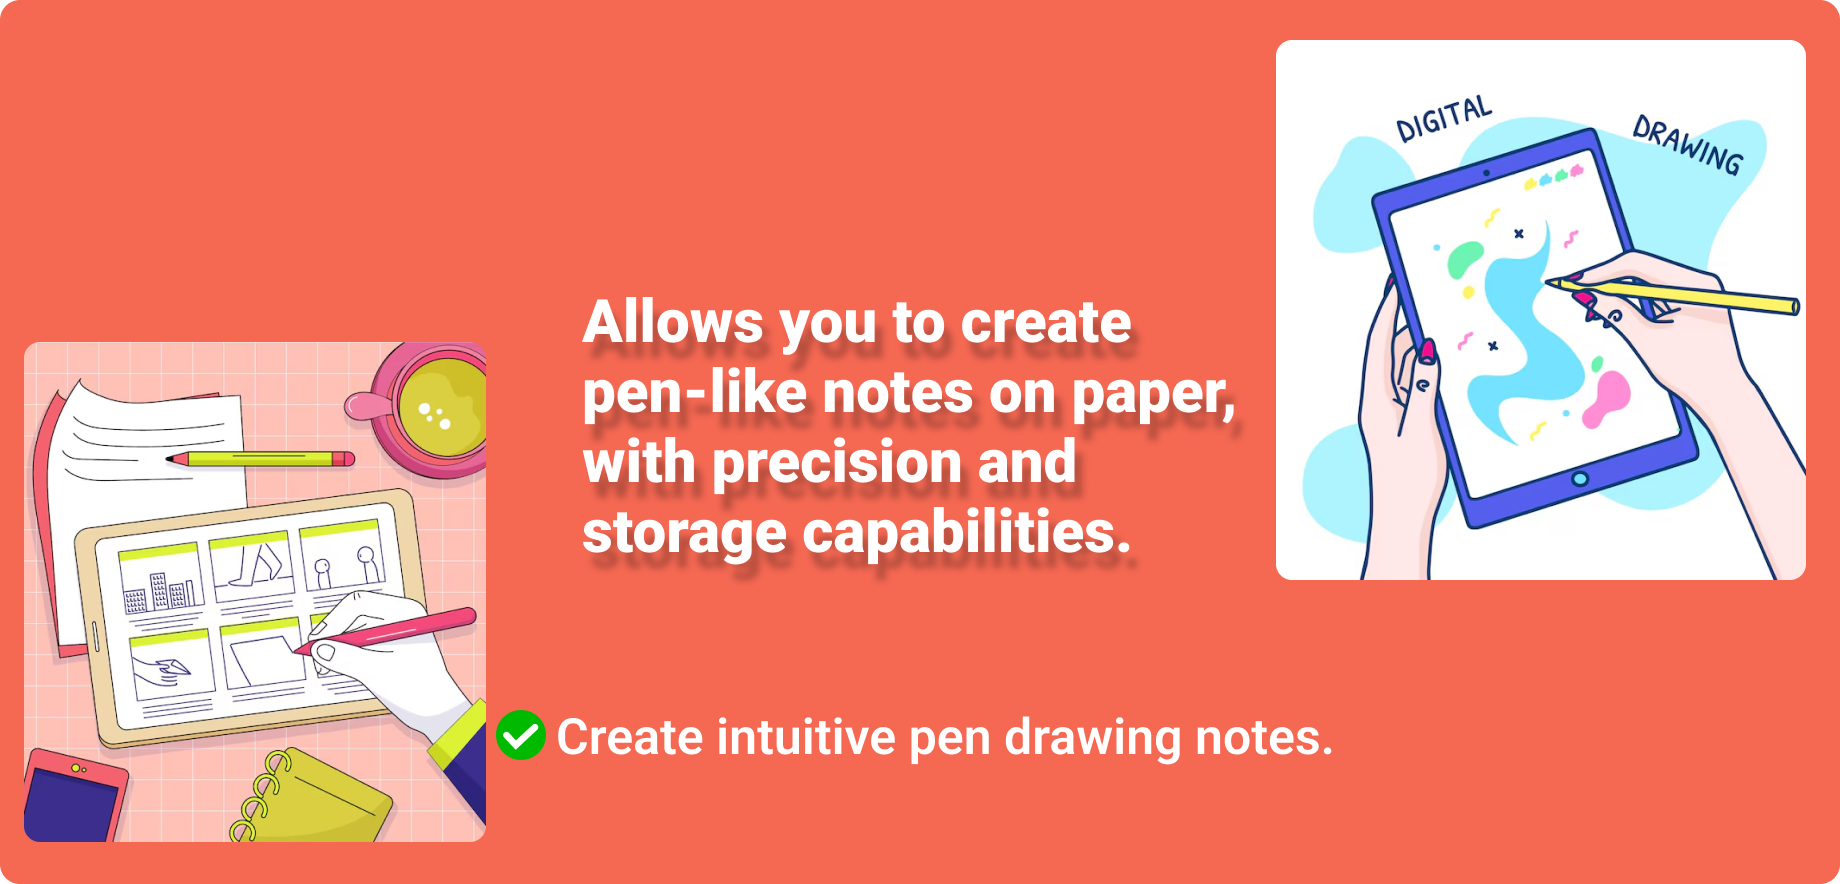 DIGITAL
DRAWING
Allows you to create
pen-like notes on paper,
with precision and
storage capabilities.
Create intuitive pen drawing notes.